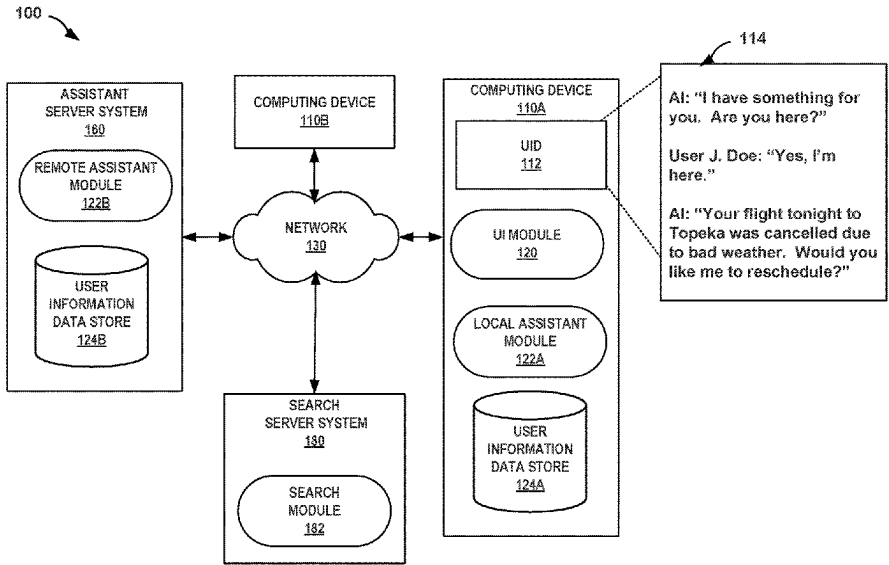 100
ASSISTANT
SERVER SYSTEM
160
REMOTE ASSISTANT
MODULE
122B
USER
INFORMATION
DATA STORE
124B
COMPUTING DEVICE
110B
NETWORK
130
SEARCH
SERVER SYSTEM
180
SEARCH
MODULE
182
COMPUTING DEVICE
110A
UID
112
UI MODULE
120
LOCAL ASSISTANT
MODULE
122A
USER
INFORMATION
DATA STORE
124A
114
AI: “I have something for
you. Are you here?”
User J. Doe: “Yes, I’m
here.”
AI: “Your flight tonight to
Topeka was cancelled due
to bad weather. Would you
like me to reschedule?”